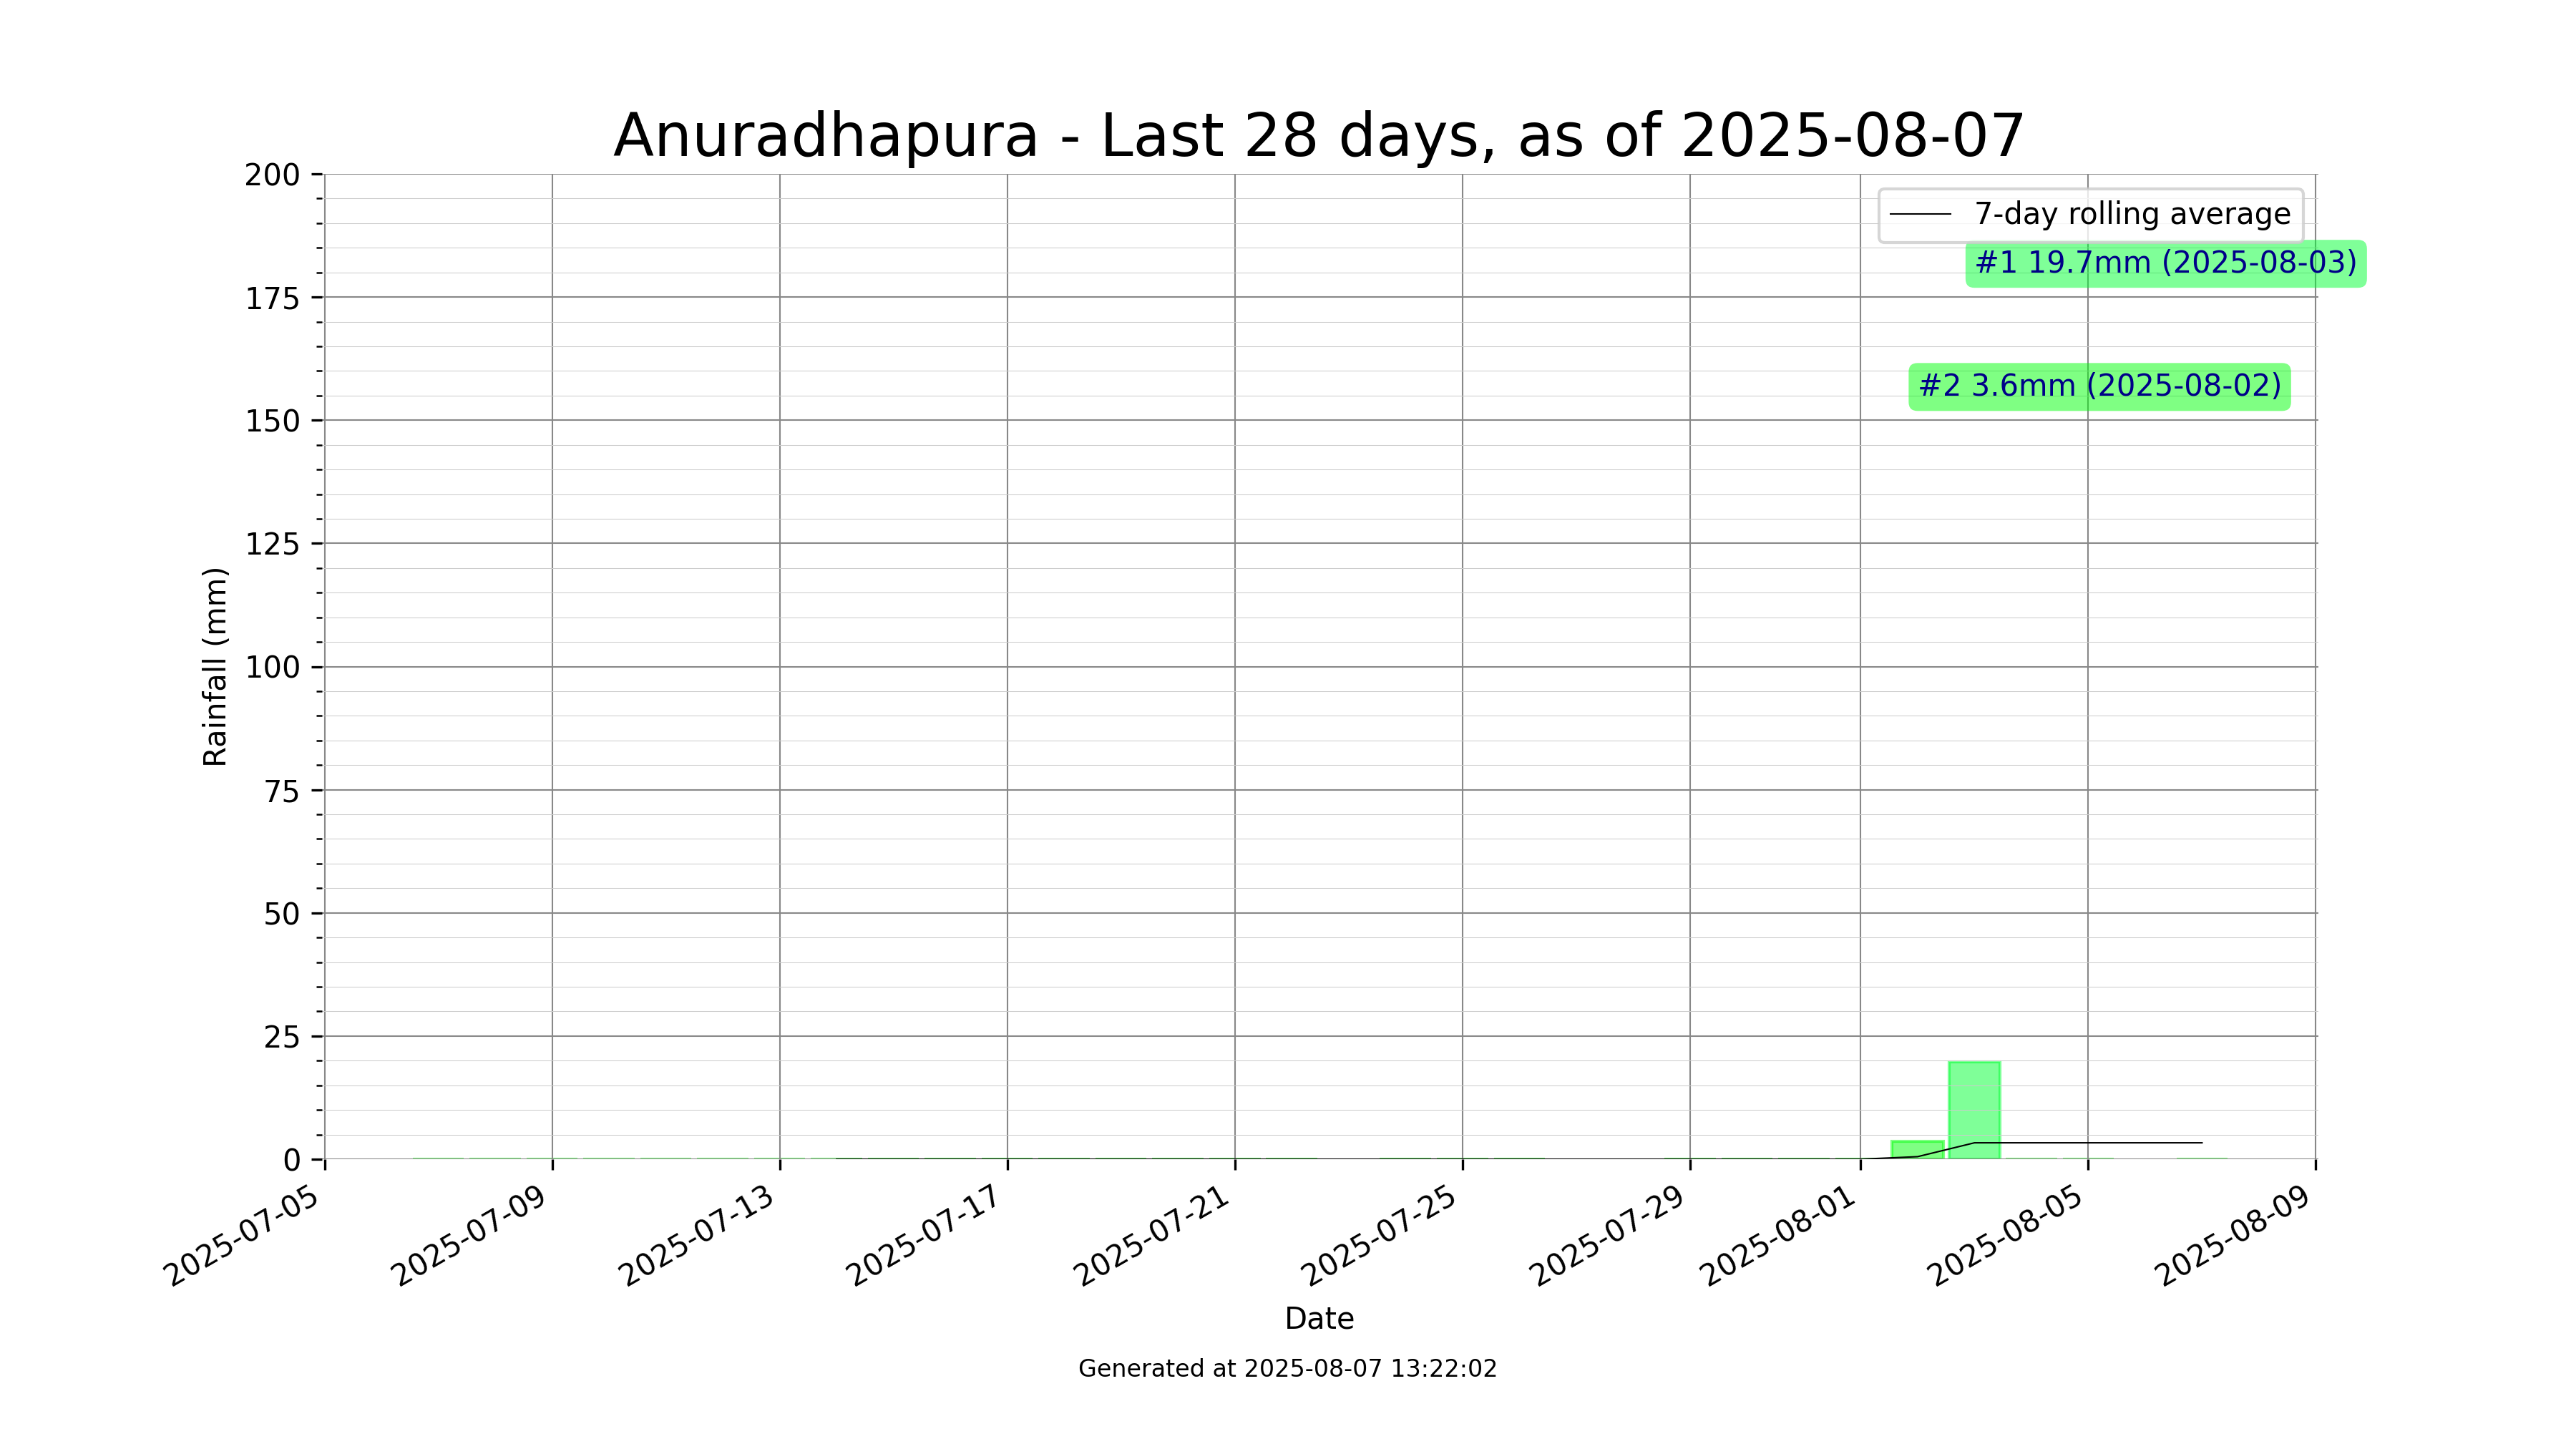 Anuradhapura - Last 28 days, as of 2025-08-07
7-day rolling average
#1 19.7mm (2025-08-03)
#2 3.6mm (2025-08-02)
Rainfall (mm)
200
175
150
125
100
75
50
25
0
2025-07-05
2025-07-09
2025-07-13
2025-07-17
2025-07-21
2025-07-25
2025-07-29
2025-08-01
2025-08-05
2025-08-09
Date
Generated at 2025-08-07 13:22:02